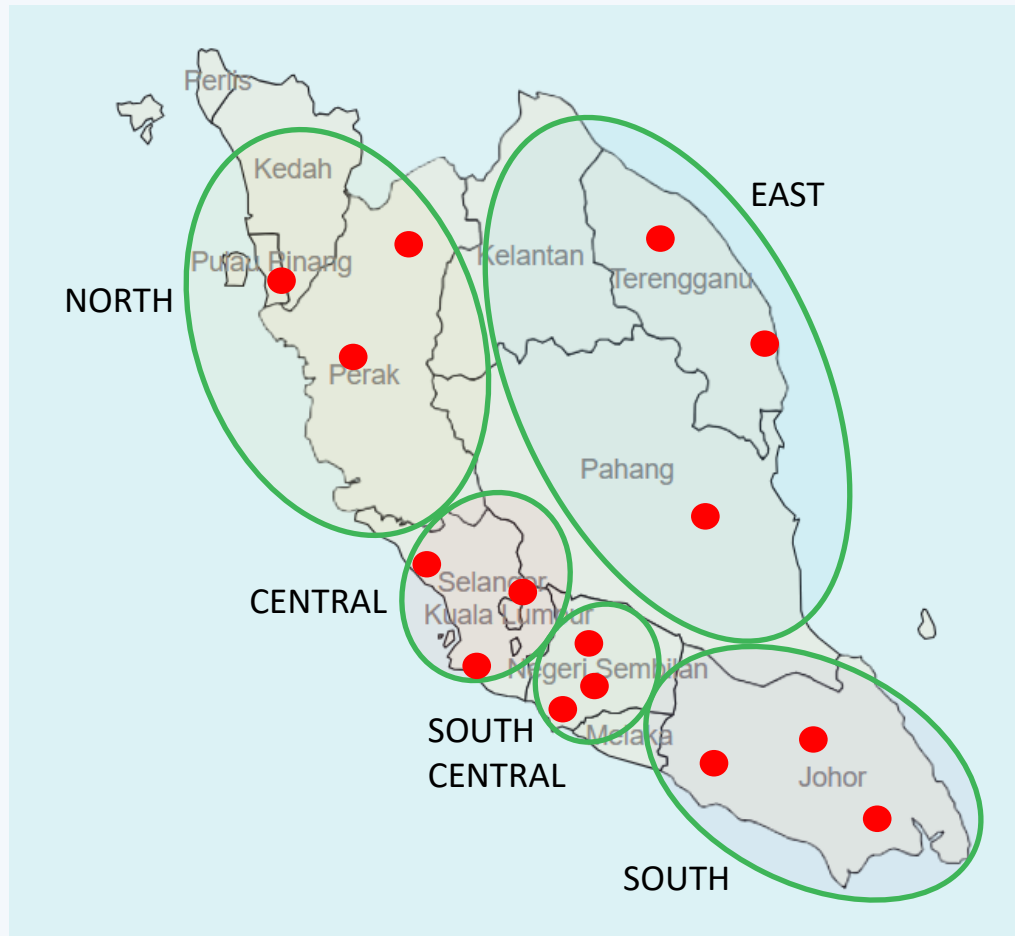 Perlis
Kedah
EAST
Pulau Pinang
Kelantan
Terengganu
NORTH
Perak
Pahang
CENTRAL
Selangor
Kuala Lumpur
Negeri Sembilan
SOUTH
CENTRAL
Melaka
Johor
SOUTH